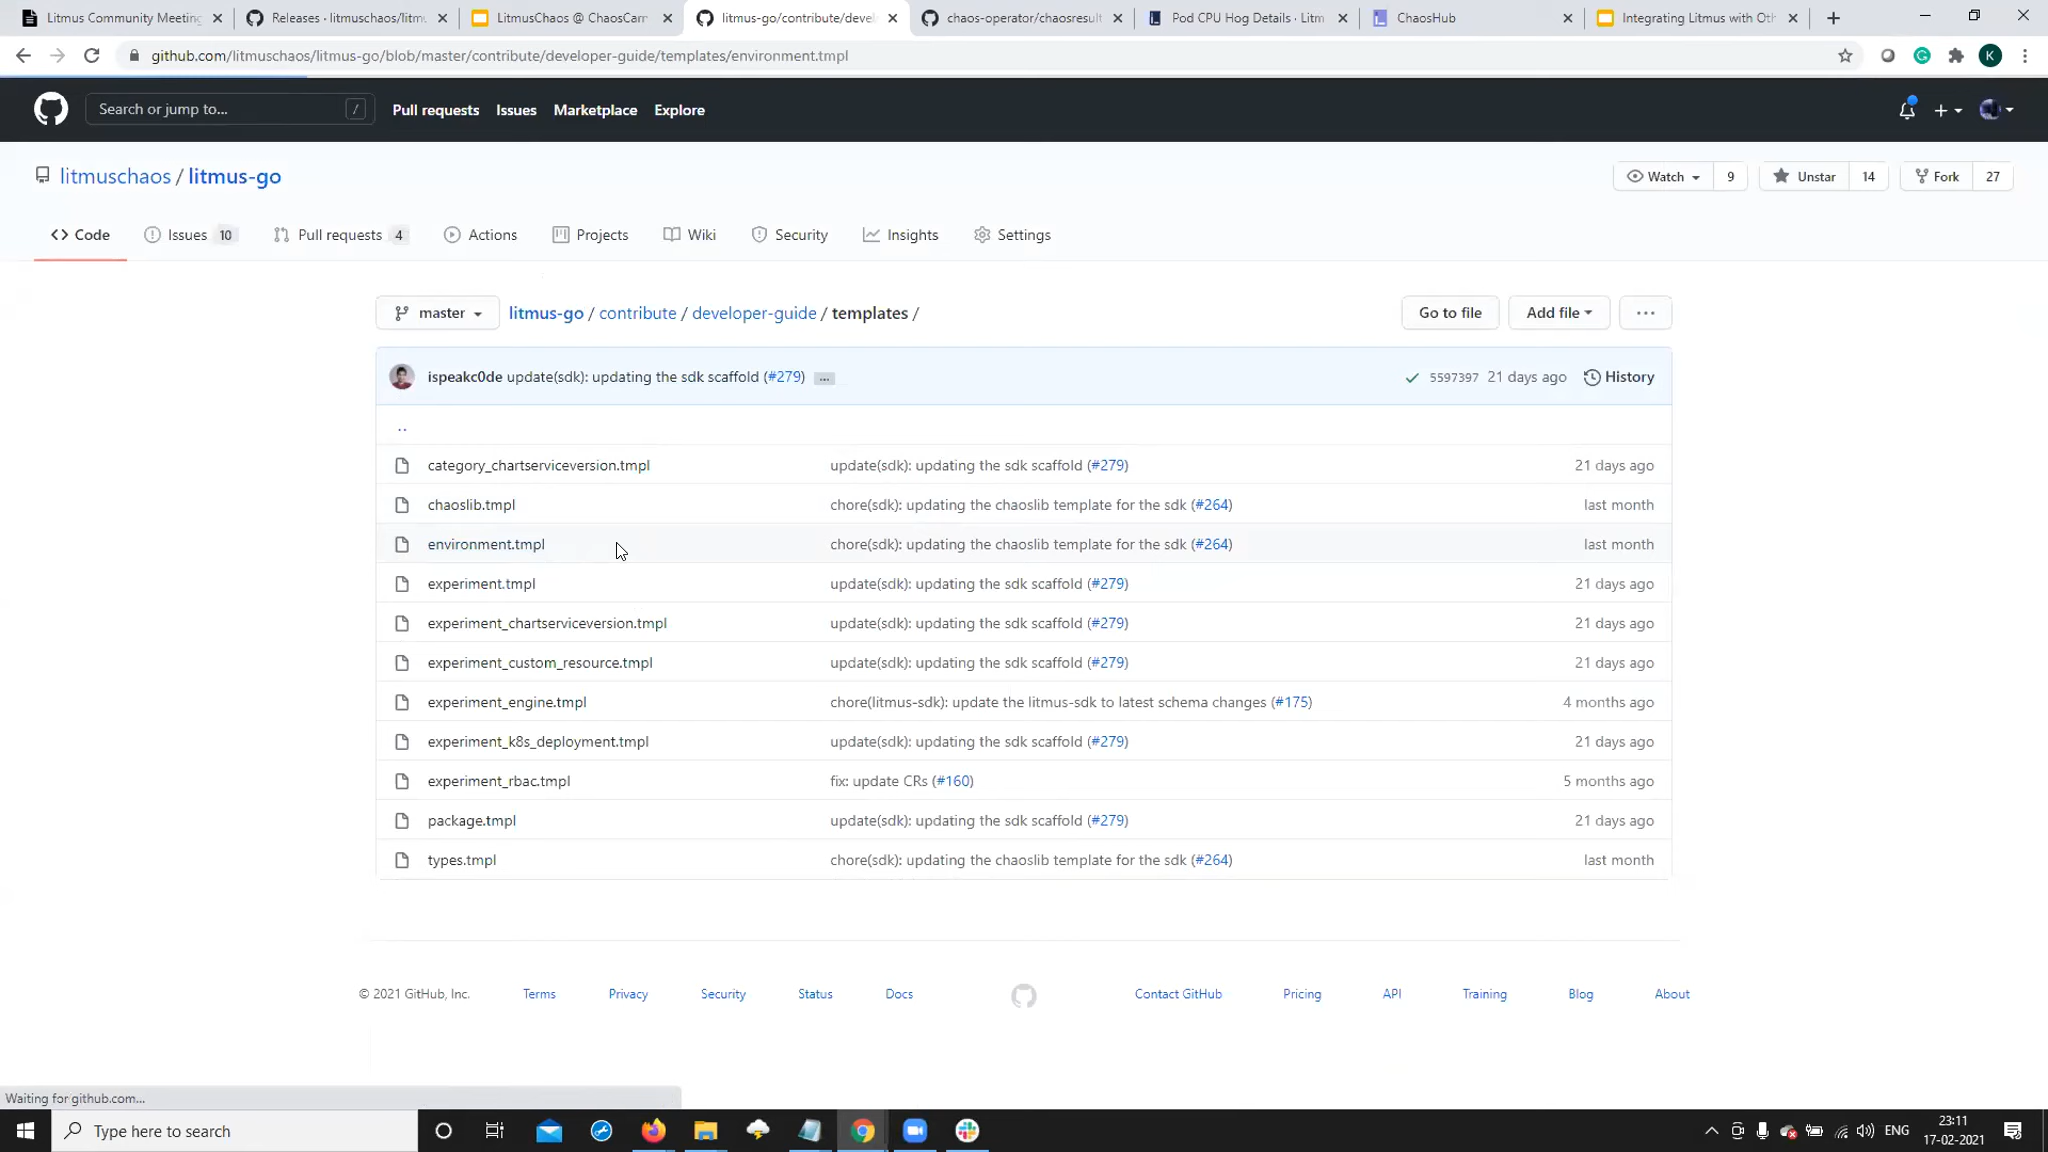 Litmus Community Meeting
Releases · litmuschaos/litm
LitmusChaos @ ChaosCam
litmus-go/contribute/devel
chaos-operator/chaosresult
Pod CPU Hog Details · Litm
ChaosHub
Integrating Litmus with Oth
github.com/litmuschaos/litmus-go/blob/master/contribute/developer-guide/templates/environment.tmpl
K
Search or jump to... /
Pull requests Issues Marketplace Explore
litmuschaos / litmus-go
Watch 9 Unstar 14 Fork 27
Code Issues 10 Pull requests 4 Actions Projects Wiki Security Insights Settings
master litmus-go / contribute / developer-guide / templates / Go to file Add file ...
ispeakc0de update(sdk): updating the sdk scaffold (#279) ... 5597397 21 days ago History
..
category_chartserviceversion.tmpl update(sdk): updating the sdk scaffold (#279) 21 days ago
chaoslib.tmpl chore(sdk): updating the chaoslib template for the sdk (#264) last month
environment.tmpl chore(sdk): updating the chaoslib template for the sdk (#264) last month
experiment.tmpl update(sdk): updating the sdk scaffold (#279) 21 days ago
experiment_chartserviceversion.tmpl update(sdk): updating the sdk scaffold (#279) 21 days ago
experiment_custom_resource.tmpl update(sdk): updating the sdk scaffold (#279) 21 days ago
experiment_engine.tmpl chore(litmus-sdk): update the litmus-sdk to latest schema changes (#175) 4 months ago
experiment_k8s_deployment.tmpl update(sdk): updating the sdk scaffold (#279) 21 days ago
experiment_rbac.tmpl fix: update CRs (#160) 5 months ago
package.tmpl update(sdk): updating the sdk scaffold (#279) 21 days ago
types.tmpl chore(sdk): updating the chaoslib template for the sdk (#264) last month
© 2021 GitHub, Inc. Terms Privacy Security Status Docs Contact GitHub Pricing API Training Blog About
Waiting for github.com...
Type here to search
ENG
23:11
17-02-2021